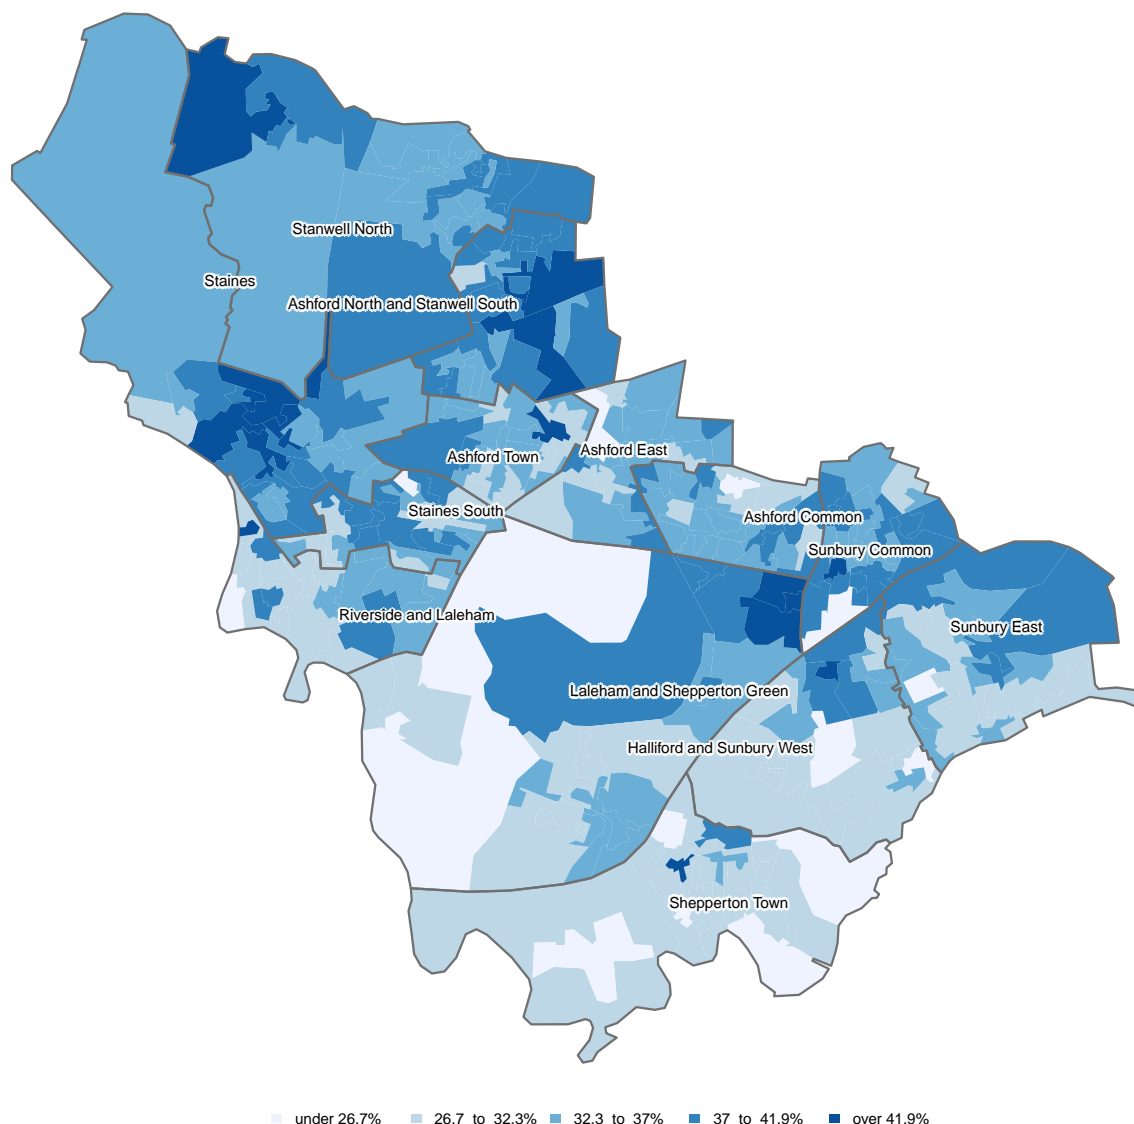 Stanwell North
Staines
Ashford North and Stanwell South
Ashford East
Ashford Town
Staines South
Ashford Common
Sunbury Common
Riverside and Laleham
Sunbury East
Laleham and Shepperton Green
Halliford and Sunbury West
Shepperton Town
under 26.7% 26.7 to 32.3% 32.3 to 37% 37 to 41.9% over 41.9%